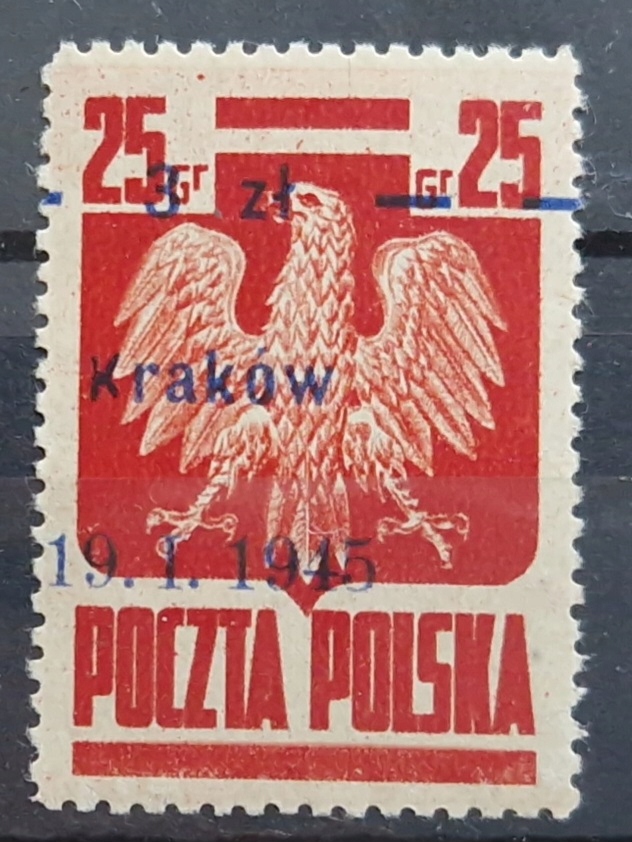 25 Gr Gr 25
3 zł
Kraków
19. I. 1945
POCZTA POLSKA